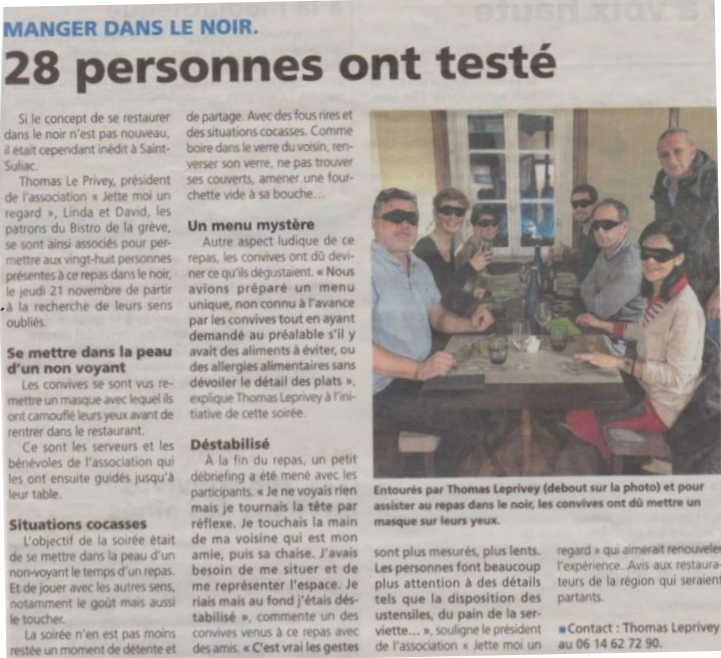 MANGER DANS LE NOIR.
28 personnes ont testé
Si le concept de se restaurer
dans le noir n'est pas nouveau,
il était cependant inédit à Saint-
Suliac.
Thomas Le Privey, président
de l'association « Jette moi un
regard », Linda et David, les
patrons du Bistro de la grève,
se sont ainsi associés pour per-
mettre aux vingt-huit personnes
présentes à ce repas dans le noir,
le jeudi 21 novembre de partir
à la recherche de leurs sens
oubliés.
Se mettre dans la peau
d'un non voyant
Les convives se sont vus re-
mettre un masque avec lequel ils
ont camouflé leurs yeux avant de
rentrer dans le restaurant.
Ce sont les serveurs et les
bénévoles de l'association qui
les ont ensuite guidés jusqu'à
leur table.
Situations cocasses
L'objectif de la soirée était
de se mettre dans la peau d'un
non-voyant le temps d'un repas.
Et de jouer avec les autres sens,
notamment le goût mais aussi
le toucher.
La soirée n'en est pas moins
restée un moment de détente et
de partage. Avec des fous rires et
des situations cocasses. Comme
boire dans le verre du voisin, ren-
verser son verre, ne pas trouver
ses couverts, amener une four-
chette vide à sa bouche...
Un menu mystère
Autre aspect ludique de ce
repas, les convives ont dû devi-
ner ce qu'ils dégustaient. « Nous
avions préparé un menu
unique, non connu à l'avance
par les convives tout en ayant
demandé au préalable s'il y
avait des aliments à éviter, ou
des allergies alimentaires sans
dévoiler le détail des plats »,
explique Thomas Leprivey à l'ini-
tiative de cette soirée.
Déstabilisé
À la fin du repas, un petit
débriefing a été mené avec les
participants. « Je ne voyais rien
mais je tournais la tête par
réflexe. Je touchais la main
de ma voisine qui est mon
amie, puis sa chaise. J'avais
besoin de me situer et de
me représenter l'espace. Je
riais mais au fond j'étais dés-
tabilisé », commente un des
convives venus à ce repas avec
des amis. « C'est vrai les gestes
Entourés par Thomas Leprivey (debout sur la photo) et pour
assister au repas dans le noir, les convives ont dû mettre un
masque sur leurs yeux.
sont plus mesurés, plus lents.
Les personnes font beaucoup
plus attention à des détails
tels que la disposition des
ustensiles, du pain de la ser-
viette... », souligne le président
de l'association « Jette moi un
regard » qui aimerait renouveler
l'expérience. Avis aux restaura-
teurs de la région qui seraient
partants.
■ Contact : Thomas Leprivey
au 06 14 62 72 90.